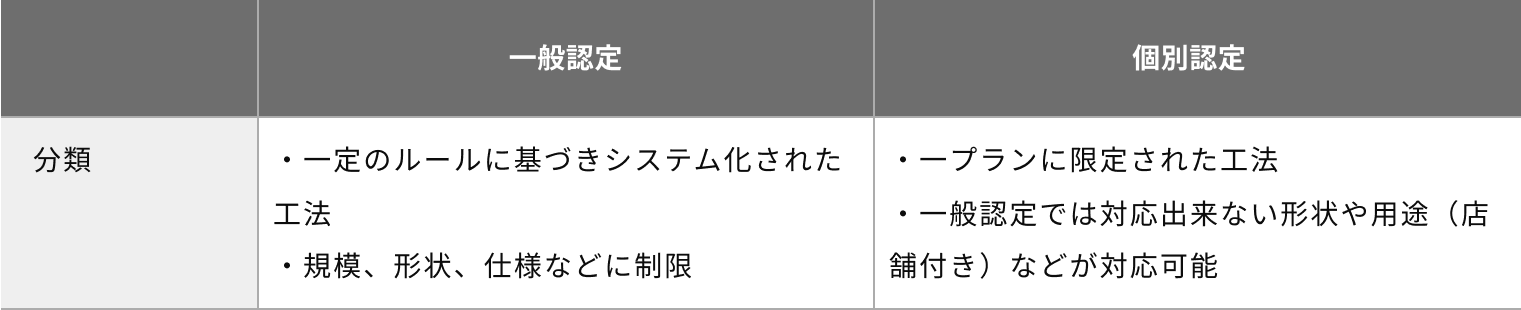 一般認定
個別認定
分類
・一定のルールに基づきシステム化された
工法
・規模、形状、仕様などに制限
・一プランに限定された工法
・一般認定では対応出来ない形状や用途（店
舗付き）などが対応可能